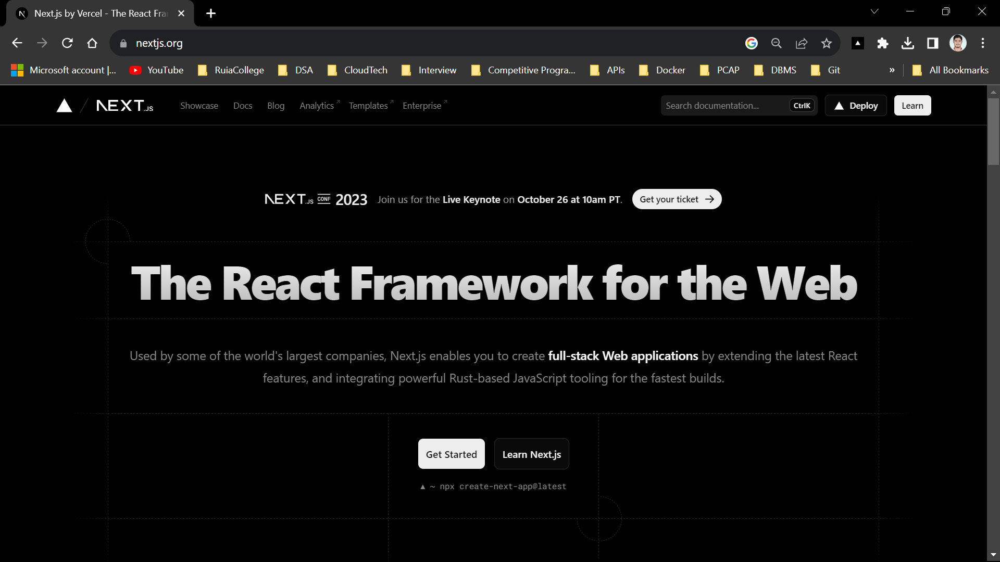 Next.js by Vercel - The React Fra
nextjs.org
Microsoft account |... YouTube RuiaCollege DSA CloudTech Interview Competitive Progra... APIs Docker PCAP DBMS Git » All Bookmarks
NEXT.JS Showcase Docs Blog Analytics Templates Enterprise Search documentation... CtrlK Deploy Learn
NEXT.JS CONF 2023 Join us for the Live Keynote on October 26 at 10am PT. Get your ticket →
The React Framework for the Web
Used by some of the world's largest companies, Next.js enables you to create full-stack Web applications by extending the latest React
features, and integrating powerful Rust-based JavaScript tooling for the fastest builds.
Get Started Learn Next.js
▲ ~ npx create-next-app@latest